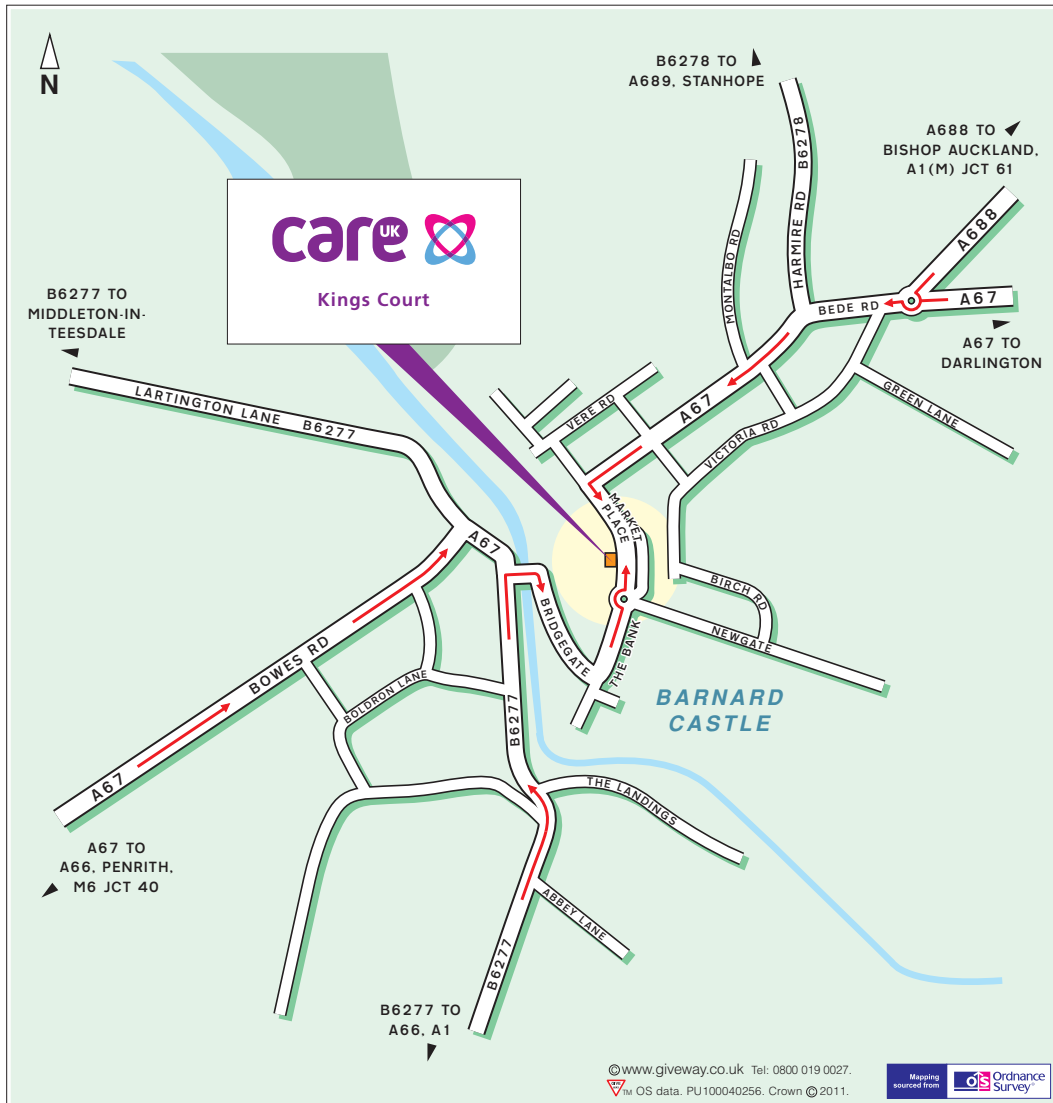 N
B6278 TO
A689, STANHOPE
A688 TO
BISHOP AUCKLAND,
A1(M) JCT 61
HARMIRE RD B6278
MONTALBO RD
A688
care UK
Kings Court
BEDE RD
A67
A67 TO
DARLINGTON
B6277 TO
MIDDLETON-IN-
TEESDALE
LARTINGTON LANE B6277
VERE RD
A67
VICTORIA RD
GREEN LANE
MARKET
PLACE
A67
BRIDGEGATE
THE BANK
BIRCH RD
NEWGATE
BOWES RD
BOLDRON LANE
B6277
BARNARD
CASTLE
A67
THE LANDINGS
A67 TO
A66, PENRITH,
M6 JCT 40
ABBEY LANE
B6277
B6277 TO
A66, A1
© www.giveway.co.uk Tel: 0800 019 0027.
TM OS data. PU100040256. Crown © 2011.
Mapping
sourced from
OS Ordnance
Survey®